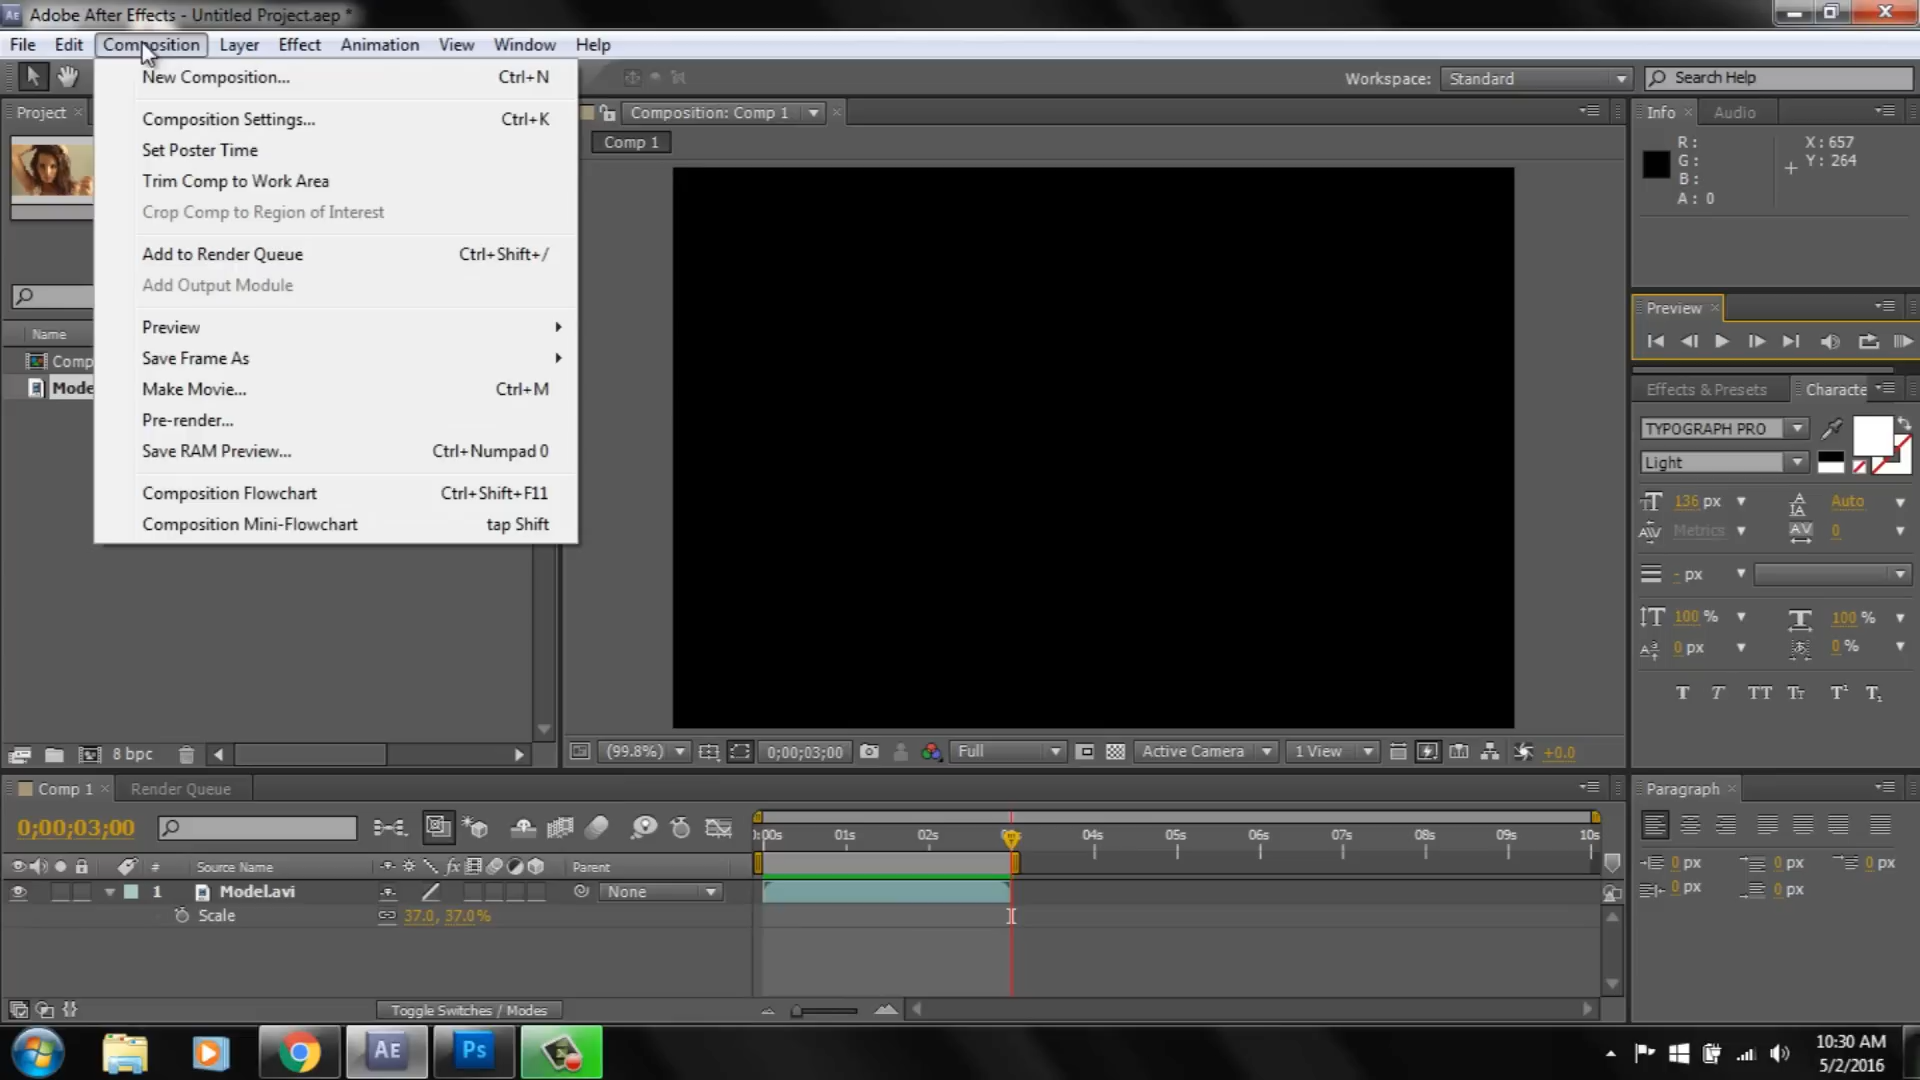 Adobe After Effects - Untitled Project.aep *
File Edit Composition Layer Effect Animation View Window Help
Workspace: Standard Search Help
New Composition... Ctrl+N
Composition Settings... Ctrl+K
Set Poster Time
Trim Comp to Work Area
Crop Comp to Region of Interest
Add to Render Queue Ctrl+Shift+/
Add Output Module
Preview
Save Frame As
Make Movie... Ctrl+M
Pre-render...
Save RAM Preview... Ctrl+Numpad 0
Composition Flowchart Ctrl+Shift+F11
Composition Mini-Flowchart tap Shift
Project
Name
Comp
Mode
8 bpc
Composition: Comp 1
Comp 1
(99.8%) 0;00;03;00 Full Active Camera 1 View +0.0
Info Audio
R: X: 657
G: Y: 264
B:
A: 0
Preview
Effects & Presets Characte
TYPOGRAPH PRO
Light
136 px Auto
Metrics 0
- px
100 % 100 %
0 px 0 %
T T TT Tt T¹ T₁
Comp 1 Render Queue
0;00;03;00
# Source Name Parent
1 Model.avi None
Scale 37.0, 37.0%
:00s 01s 02s 04s 05s 06s 07s 08s 09s 10s
Toggle Switches / Modes
Paragraph
0 px 0 px 0 px
0 px 0 px
AE Ps
10:30 AM
5/2/2016